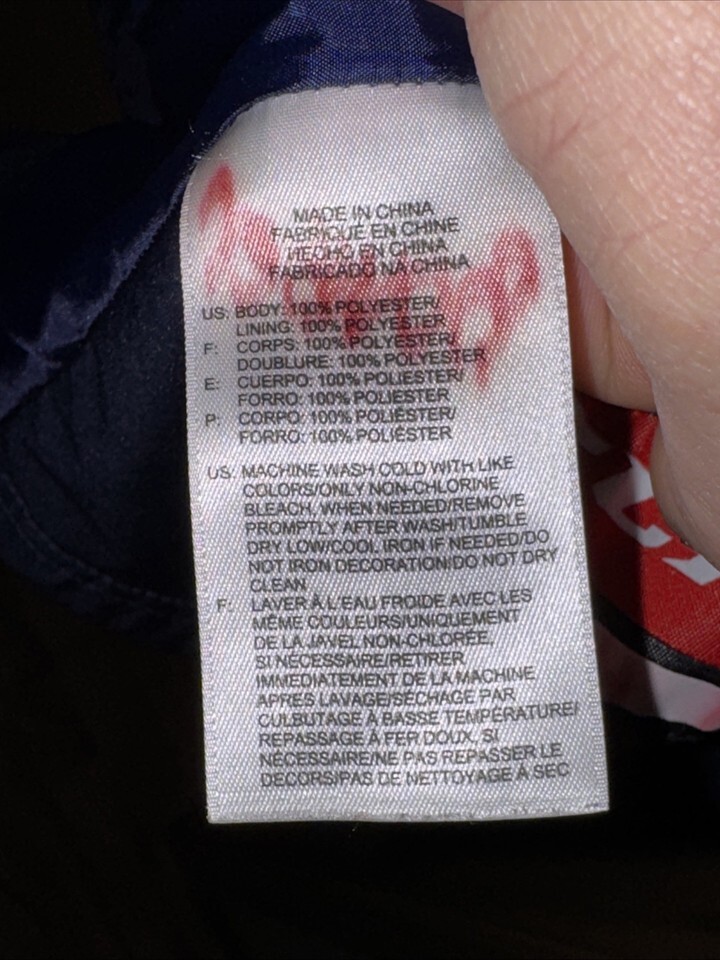 MADE IN CHINA
FABRIQUÉ EN CHINE
HECHO EN CHINA
FABRICADO NA CHINA
US: BODY: 100% POLYESTER/
LINING: 100% POLYESTER
F: CORPS: 100% POLYESTER/
DOUBLURE: 100% POLYESTER
E: CUERPO: 100% POLIÉSTER/
FORRO: 100% POLIÉSTER
P: CORPO: 100% POLIÉSTER/
FORRO: 100% POLIÉSTER
US: MACHINE WASH COLD WITH LIKE
COLORS/ONLY NON-CHLORINE
BLEACH, WHEN NEEDED/REMOVE
PROMPTLY AFTER WASH/TUMBLE
DRY LOW/COOL IRON IF NEEDED/DO
NOT IRON DECORATION/DO NOT DRY
CLEAN
F: LAVER À L'EAU FROIDE AVEC LES
MÊME COULEURS/UNIQUEMENT
DE LA JAVEL NON-CHLORÉE,
SI NÉCESSAIRE/RETIRER
IMMEDIATEMENT DE LA MACHINE
APRÈS LAVAGE/SÉCHAGE PAR
CULBUTAGE À BASSE TEMPÉRATURE/
REPASSAGE À FER DOUX, SI
NÉCESSAIRE/NE PAS REPASSER LE
DECORS/PAS DE NETTOYAGE À SEC